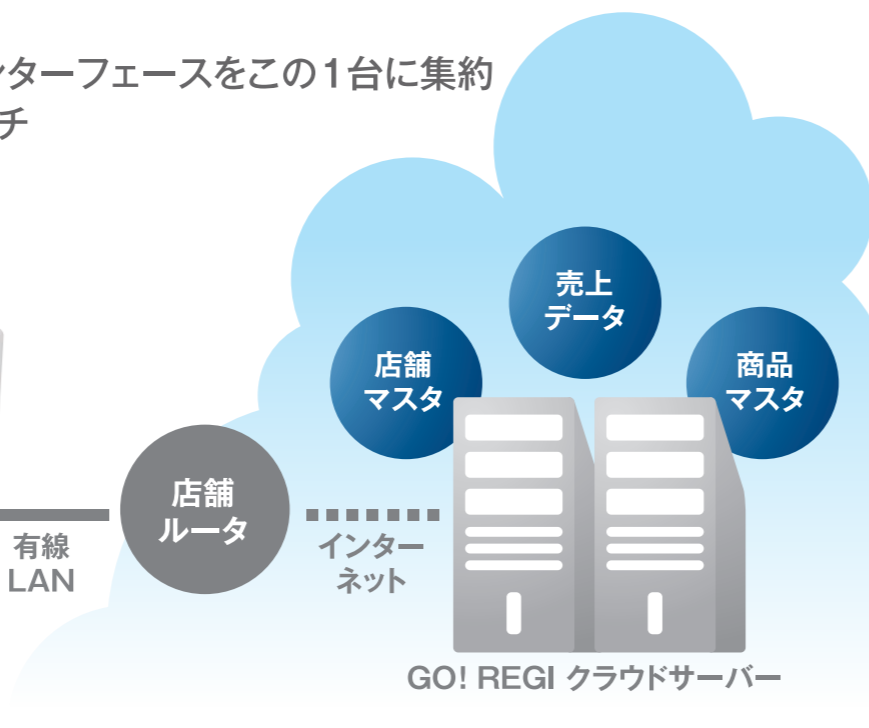 ンターフェースをこの1台に集約
チ
売上
データ
店舗
マスタ
商品
マスタ
店舗
ルータ
有線
LAN
インター
ネット
GO! REGI クラウドサーバー